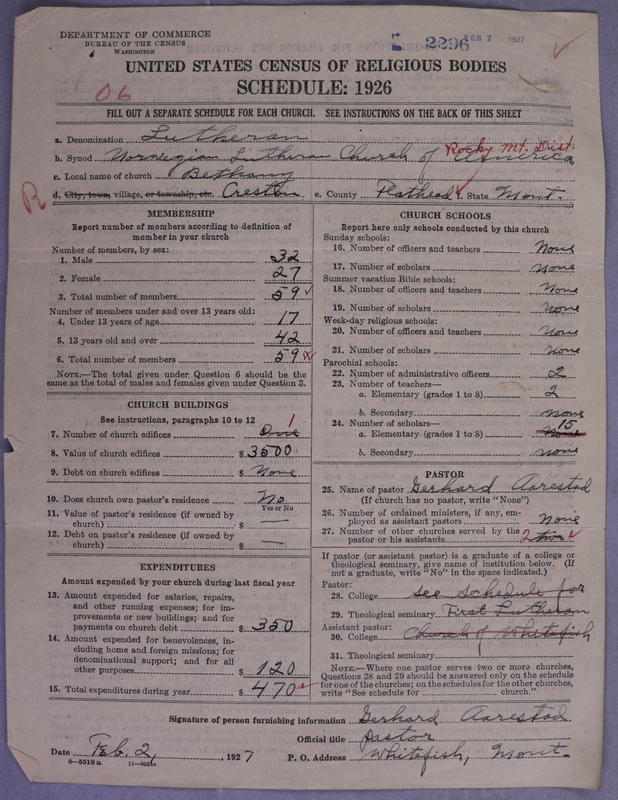 DEPARTMENT OF COMMERCE
BUREAU OF THE CENSUS
WASHINGTON
2296 FEB 7 1927
UNITED STATES CENSUS OF RELIGIOUS BODIES
SCHEDULE: 1926
06
FILL OUT A SEPARATE SCHEDULE FOR EACH CHURCH. SEE INSTRUCTIONS ON THE BACK OF THIS SHEET
a. Denomination Lutheran
Rocky Mt. Dist.
b. Synod Norwegian Lutheran Church of America
c. Local name of church Bethany
R
d. City, town, village, or township, etc. Creston e. County Flathead f. State Mont.
MEMBERSHIP
Report number of members according to definition of
member in your church
Number of members, by sex:
1. Male 32
2. Female 27
3. Total number of members 59
Number of members under and over 13 years old:
4. Under 13 years of age 17
5. 13 years old and over 42
6. Total number of members 59
NOTE.—The total given under Question 6 should be
same as the total of males and females given under Question 3.
CHURCH BUILDINGS
See instructions, paragraphs 10 to 12
1
7. Number of church edifices One
8. Value of church edifices $3500
9. Debt on church edifices $ None
10. Does church own pastor's residence No
Yes or No
11. Value of pastor's residence (if owned by
church) $ —
12. Debt on pastor's residence (if owned by
church) $ —
EXPENDITURES
Amount expended by your church during last fiscal year
13. Amount expended for salaries, repairs,
and other running expenses; for im-
provements or new buildings; and for
payments on church debt $ 350
14. Amount expended for benevolences, in-
cluding home and foreign missions; for
denominational support; and for all
other purposes $ 120
15. Total expenditures during year $ 470
CHURCH SCHOOLS
Report here only schools conducted by this church
Sunday schools:
16. Number of officers and teachers None
17. Number of scholars None
Summer vacation Bible schools:
18. Number of officers and teachers None
19. Number of scholars None
Week-day religious schools:
20. Number of officers and teachers None
21. Number of scholars None
Parochial schools:
22. Number of administrative officers 2
23. Number of teachers—
a. Elementary (grades 1 to 8) 2
b. Secondary None
24. Number of scholars— 15
a. Elementary (grades 1 to 8) None
b. Secondary None
PASTOR
25. Name of pastor Gerhard Aarestad
(If church has no pastor, write "None")
26. Number of ordained ministers, if any, em-
ployed as assistant pastors None
27. Number of other churches served by the
pastor or his assistants 2 two
If pastor (or assistant pastor) is a graduate of a college or
theological seminary, give name of institution below. (If
not a graduate, write "No" in the space indicated.)
Pastor:
28. College See Schedule for
29. Theological seminary First Lutheran
Assistant pastor:
30. College Church of Whitefish
31. Theological seminary
NOTE.—Where one pastor serves two or more churches,
Questions 28 and 29 should be answered only on the schedule
for one of the churches; on the schedules for the other churches,
write "See schedule for church."
Signature of person furnishing information Gerhard Aarestad
Official title Pastor
Date Feb. 2, 1927 P. O. Address Whitefish, Mont.
8—5518a